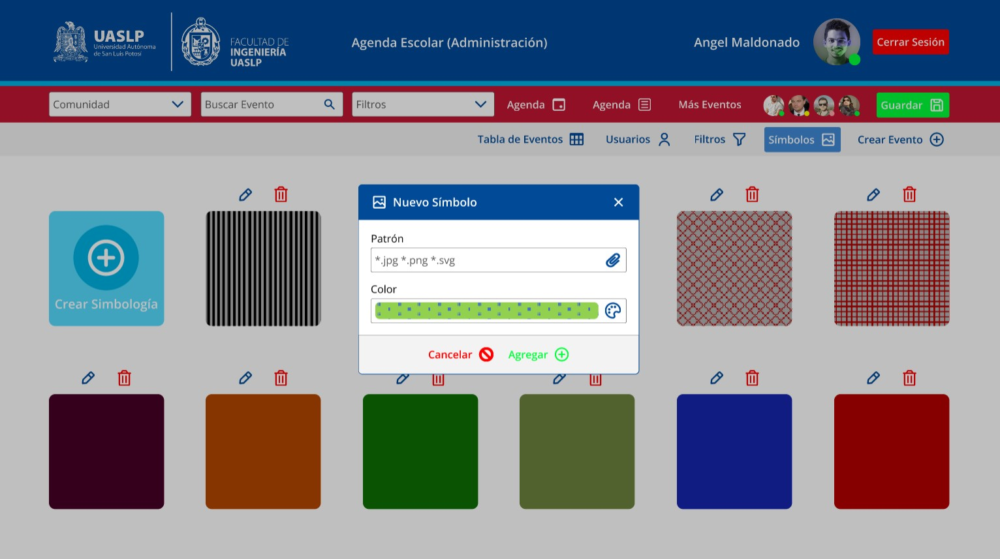 UASLP
Universidad Autónoma
de San Luis Potosí
FACULTAD DE
INGENIERÍA
UASLP
Agenda Escolar (Administración)
Angel Maldonado
Cerrar Sesión
Comunidad
Buscar Evento
Filtros
Agenda
Agenda
Más Eventos
Guardar
Tabla de Eventos
Usuarios
Filtros
Símbolos
Crear Evento
Crear Simbología
Nuevo Símbolo
Patrón
*.jpg *.png *.svg
Color
Cancelar
Agregar